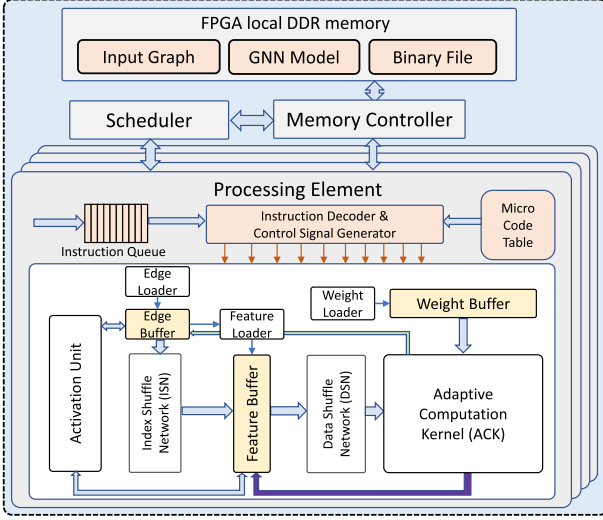 FPGA local DDR memory
Input Graph
GNN Model
Binary File
Scheduler
Memory Controller
Processing Element
Instruction Queue
Instruction Decoder &
Control Signal Generator
Micro
Code
Table
Edge
Loader
Edge
Buffer
Feature
Loader
Weight
Loader
Weight Buffer
Activation Unit
Index Shuffle
Network (ISN)
Feature Buffer
Data Shuffle
Network (DSN)
Adaptive
Computation
Kernel (ACK)